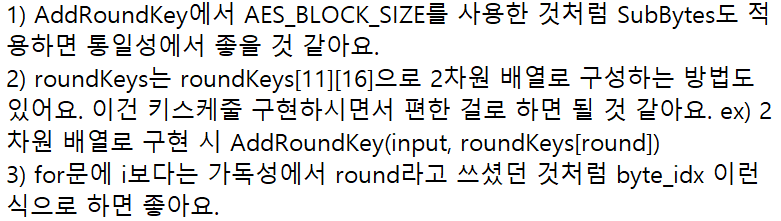 1) AddRoundKey에서 AES_BLOCK_SIZE를 사용한 것처럼 SubBytes도 적
용하면 통일성에서 좋을 것 같아요.
2) roundKeys는 roundKeys[11][16]으로 2차원 배열로 구성하는 방법도
있어요. 이건 키스케줄 구현하시면서 편한 걸로 하면 될 것 같아요. ex) 2
차원 배열로 구현 시 AddRoundKey(input, roundKeys[round])
3) for문에 i보다는 가독성에서 round라고 쓰셨던 것처럼 byte_idx 이런
식으로 하면 좋아요.